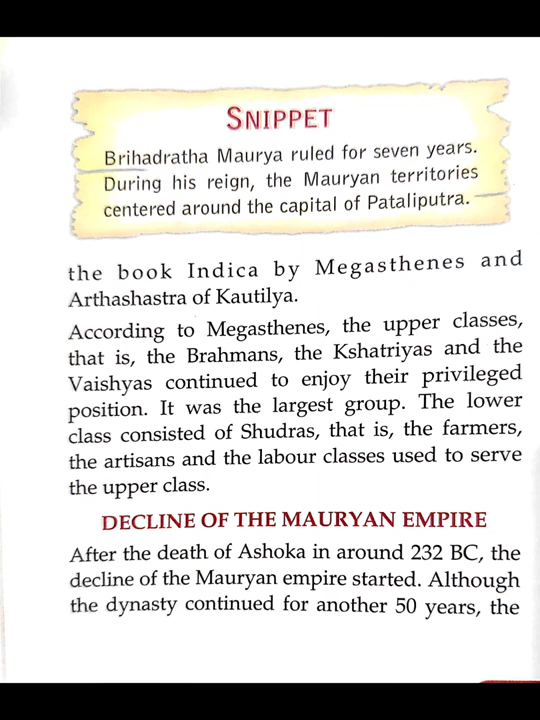 SNIPPET
Brihadratha Maurya ruled for seven years.
During his reign, the Mauryan territories
centered around the capital of Pataliputra.
the book Indica by Megasthenes and
Arthashastra of Kautilya.
According to Megasthenes, the upper classes,
that is, the Brahmans, the Kshatriyas and the
Vaishyas continued to enjoy their privileged
position. It was the largest group. The lower
class consisted of Shudras, that is, the farmers,
the artisans and the labour classes used to serve
the upper class.
DECLINE OF THE MAURYAN EMPIRE
After the death of Ashoka in around 232 BC, the
decline of the Mauryan empire started. Although
the dynasty continued for another 50 years, the